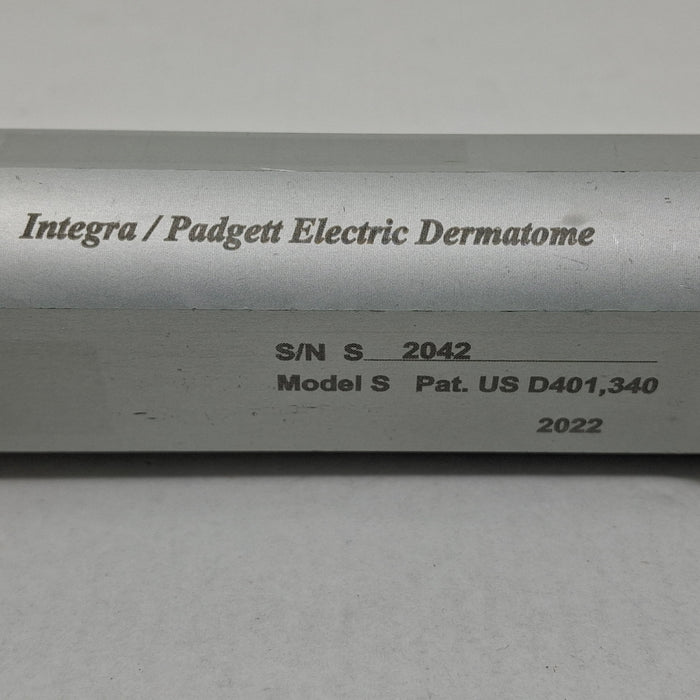 Integra / Padgett Electric Dermatome
S/N S 2042
Model S Pat. US D401,340
2022